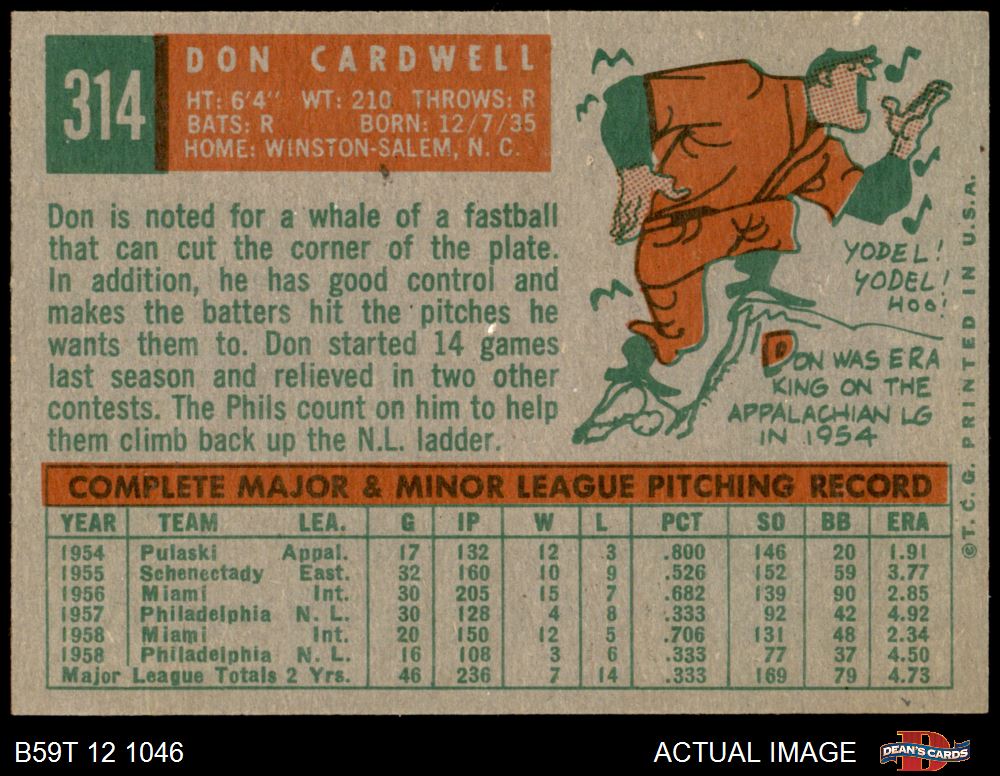 314
DON CARDWELL
HT: 6'4" WT: 210 THROWS: R
BATS: R BORN: 12/7/35
HOME: WINSTON-SALEM, N. C.
Don is noted for a whale of a fastball
that can cut the corner of the plate.
In addition, he has good control and
makes the batters hit the pitches he
wants them to. Don started 14 games
last season and relieved in two other
contests. The Phils count on him to help
them climb back up the N.L. ladder.
YODEL!
YODEL!
HOO!
DON WAS ERA
KING ON THE
APPALACHIAN LG
IN 1954
COMPLETE MAJOR & MINOR LEAGUE PITCHING RECORD
YEAR TEAM LEA. G IP W L PCT SO BB ERA
1954 Pulaski Appal. 17 132 12 3 .800 146 20 1.91
1955 Schenectady East. 32 160 10 9 .526 152 59 3.77
1956 Miami Int. 30 205 15 7 .682 139 90 2.85
1957 Philadelphia N. L. 30 128 4 8 .333 92 42 4.92
1958 Miami Int. 20 150 12 5 .706 131 48 2.34
1958 Philadelphia N. L. 16 108 3 6 .333 77 37 4.50
Major League Totals 2 Yrs. 46 236 7 14 .333 169 79 4.73
© T. C. G. PRINTED IN U.S.A.
B59T 12 1046
ACTUAL IMAGE
DEAN'S CARDS